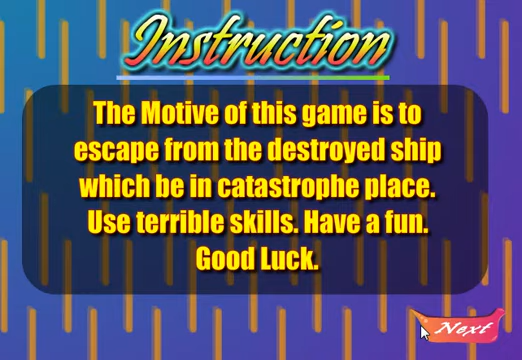 Instruction
The Motive of this game is to
escape from the destroyed ship
which be in catastrophe place.
Use terrible skills. Have a fun.
Good Luck.
Next